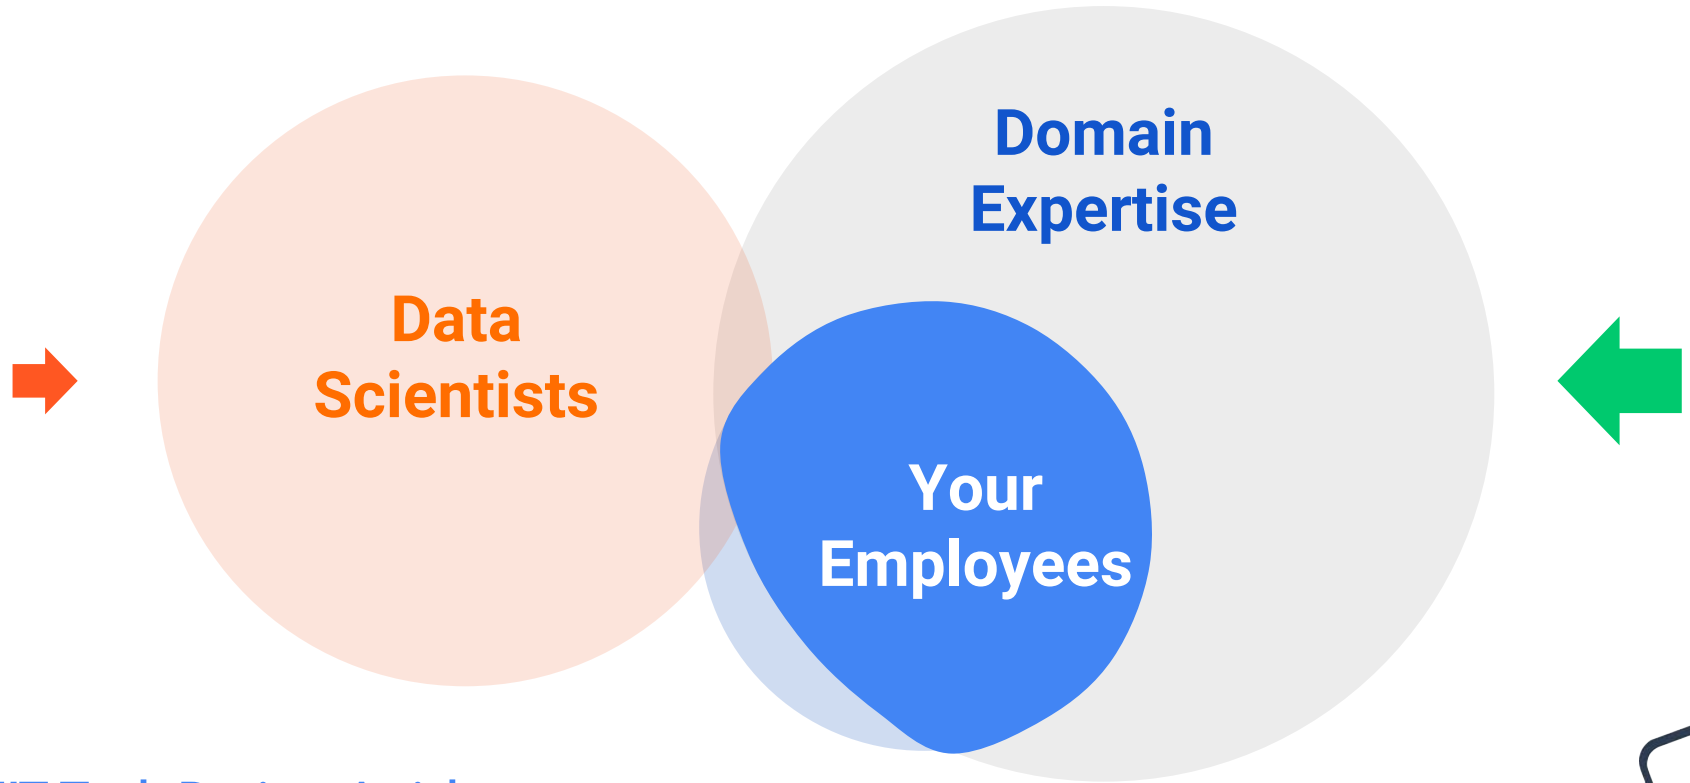 Domain
Expertise
Data
Scientists
Your
Employees